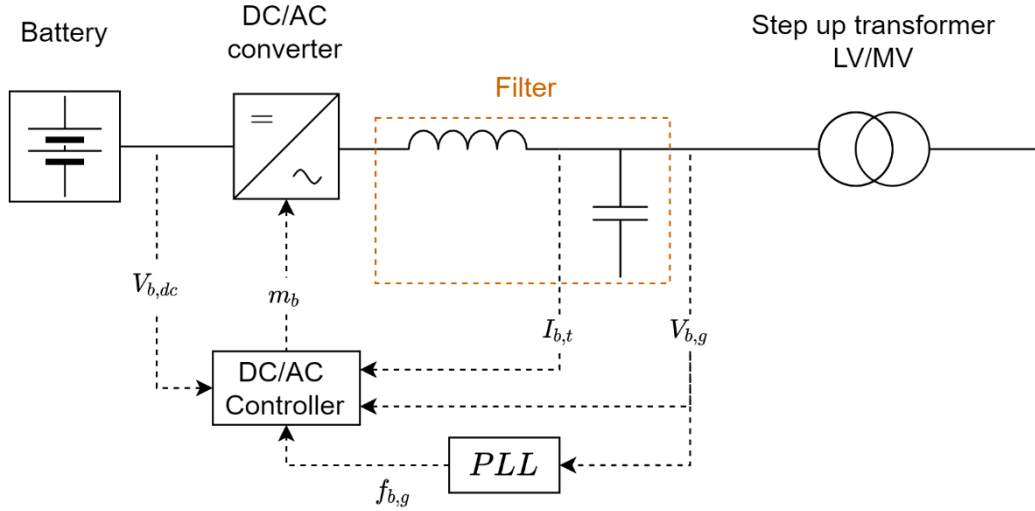 Battery
DC/AC
converter
Step up transformer
LV/MV
Filter
=
V_{b,dc}
m_b
I_{b,t}
V_{b,g}
DC/AC
Controller
PLL
f_{b,g}